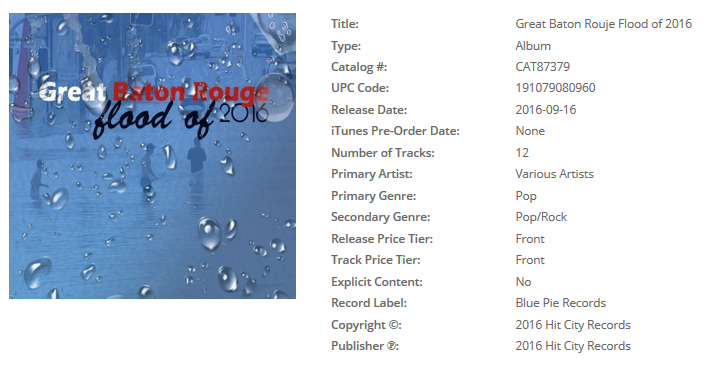 Great Baton Rouge
flood of 2016
Title: Great Baton Rouje Flood of 2016
Type: Album
Catalog #: CAT87379
UPC Code: 191079080960
Release Date: 2016-09-16
iTunes Pre-Order Date: None
Number of Tracks: 12
Primary Artist: Various Artists
Primary Genre: Pop
Secondary Genre: Pop/Rock
Release Price Tier: Front
Track Price Tier: Front
Explicit Content: No
Record Label: Blue Pie Records
Copyright ©: 2016 Hit City Records
Publisher ℗: 2016 Hit City Records